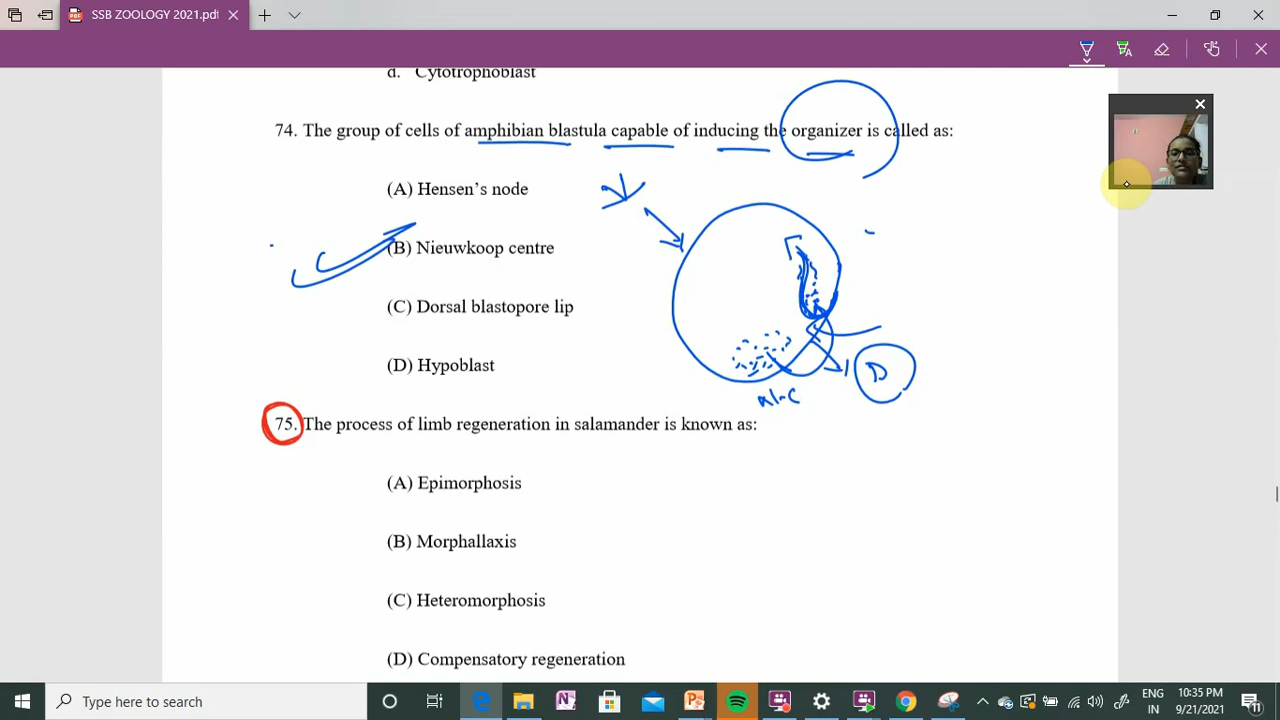 SSB ZOOLOGY 2021.pdf
d. Cytotrophoblast
74. The group of cells of amphibian blastula capable of inducing the organizer is called as:
(A) Hensen's node
(B) Nieuwkoop centre
(C) Dorsal blastopore lip
(D) Hypoblast
D
75. The process of limb regeneration in salamander is known as:
(A) Epimorphosis
(B) Morphallaxis
(C) Heteromorphosis
(D) Compensatory regeneration
Type here to search
ENG
IN
10:35 PM
9/21/2021